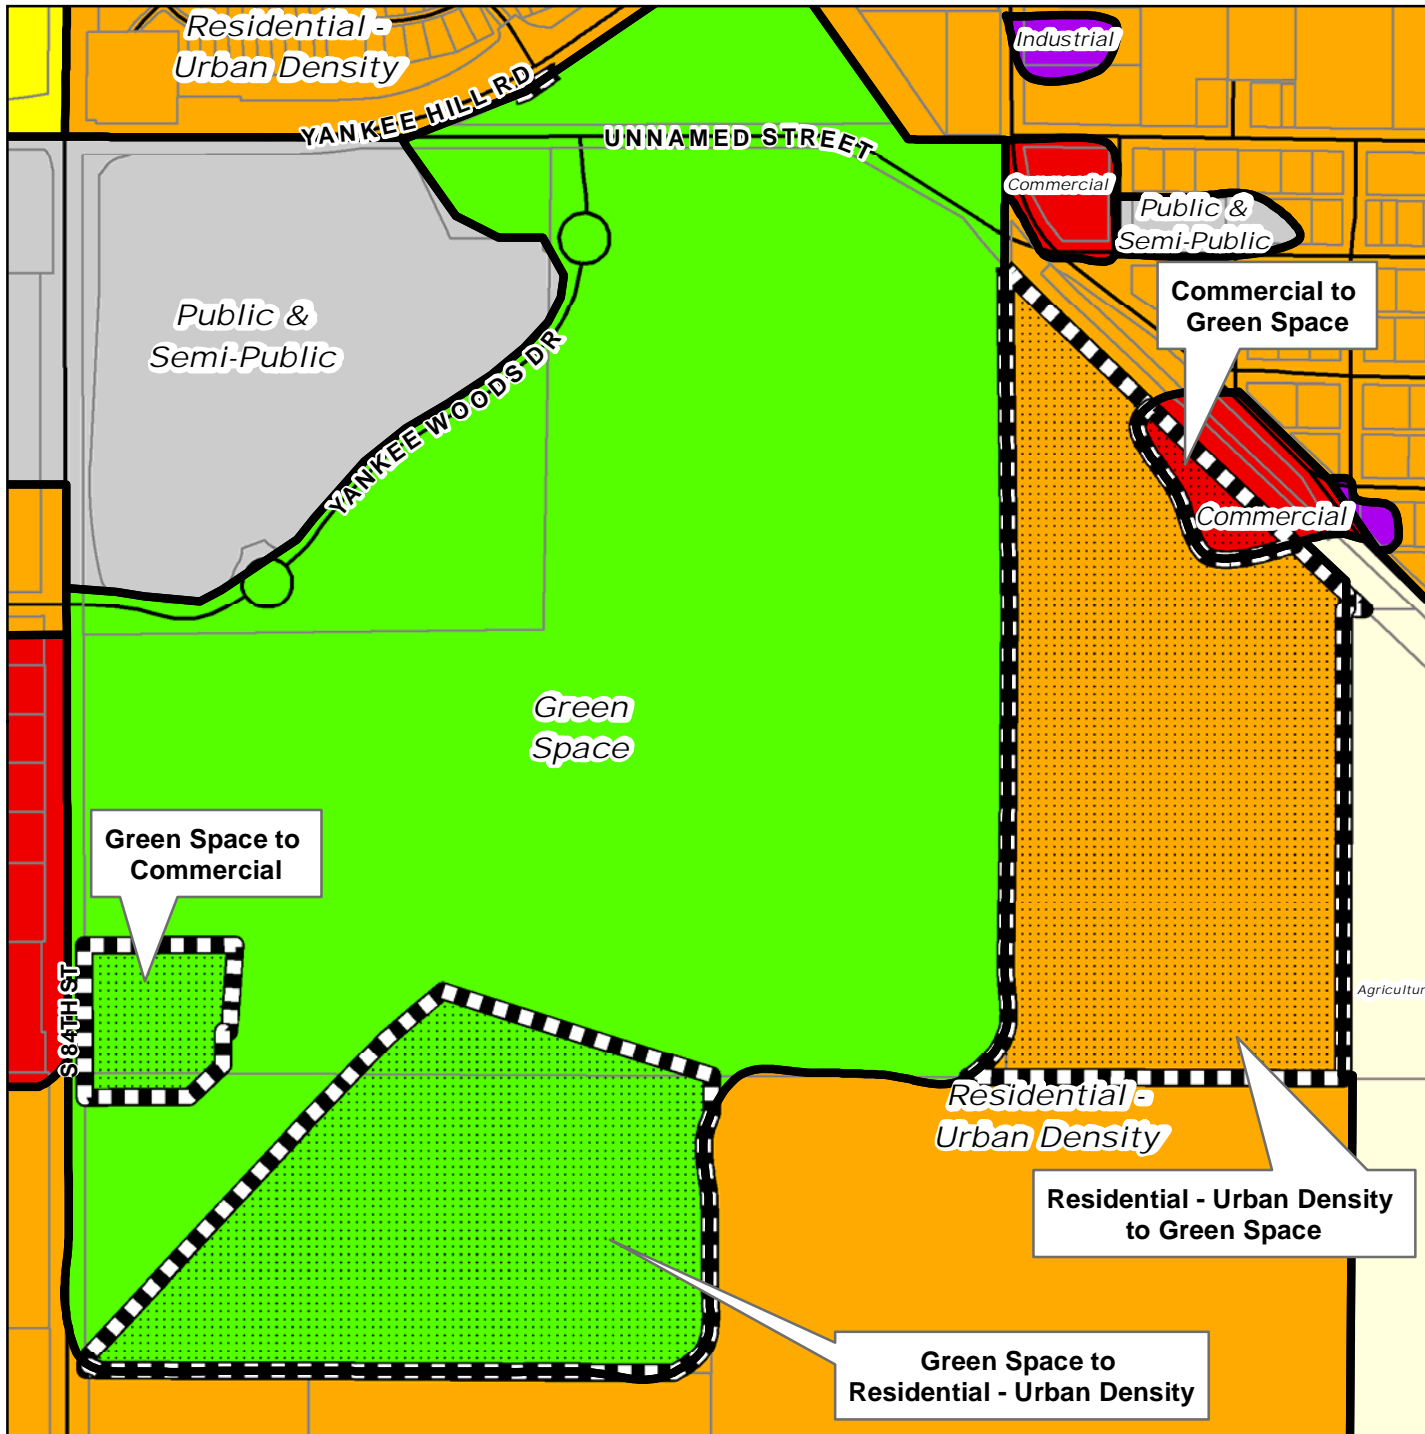 Residential -
Urban Density
Industrial
YANKEE HILL RD
UNNAMED STREET
Commercial
Public &
Semi-Public
Commercial to
Green Space
Public &
Semi-Public
YANKEE WOODS DR
Commercial
Green
Space
Green Space to
Commercial
S 84TH ST
Agricultur
Residential -
Urban Density
Residential - Urban Density
to Green Space
Green Space to
Residential - Urban Density